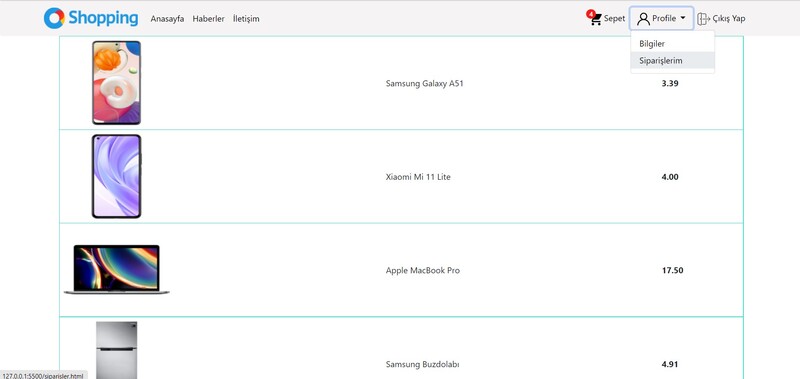 Shopping Anasayfa Haberler İletişim 4 Sepet Profile Çıkış Yap
Bilgiler
Siparişlerim
Samsung Galaxy A51 3.39
Xiaomi Mi 11 Lite 4.00
Apple MacBook Pro 17.50
Samsung Buzdolabı 4.91
127.0.0.1:5500/siparisler.html